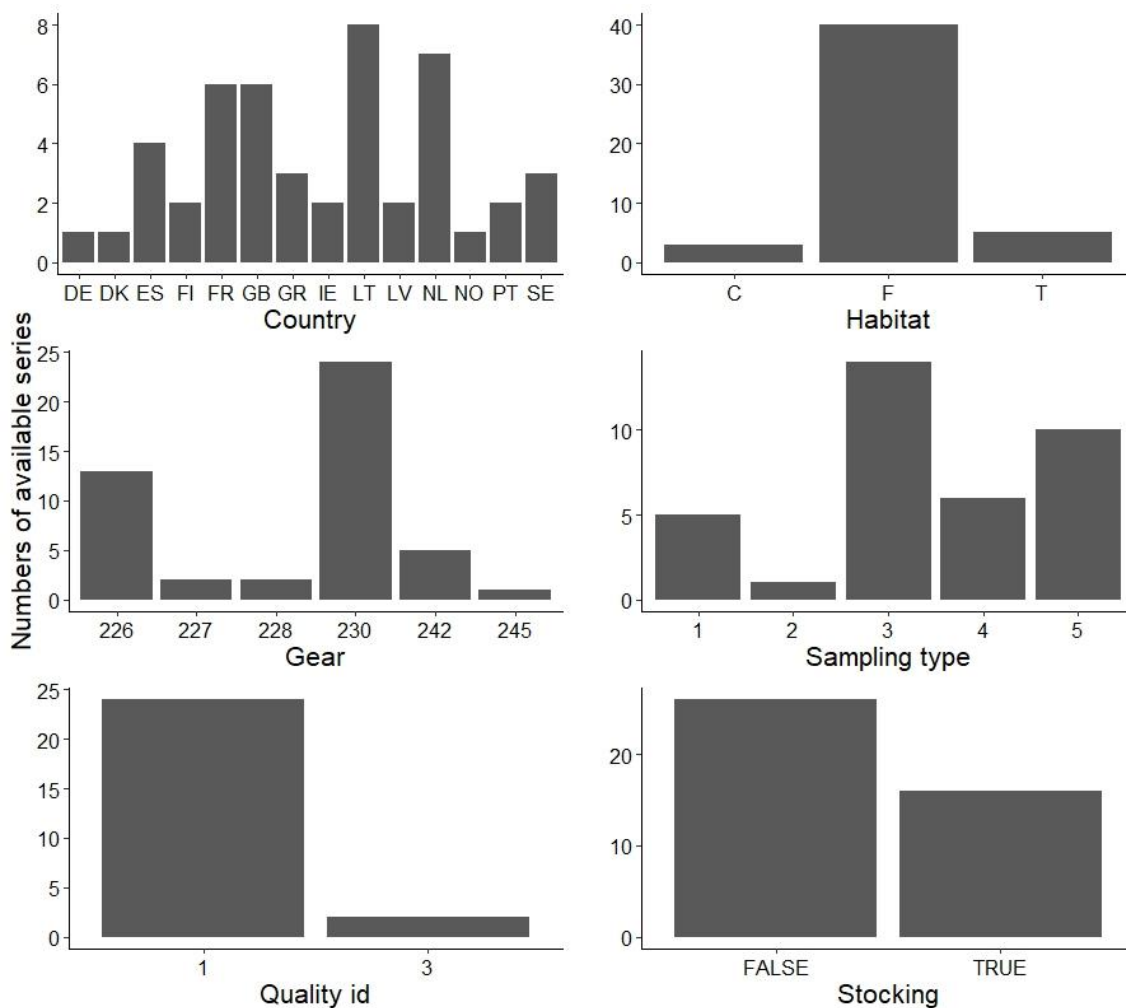 8
6
4
2
0
DE DK ES FI FR GB GR IE LT LV NL NO PT SE
Country
40
30
20
10
0
C F T
Habitat
Numbers of available series
25
20
15
10
5
0
226 227 228 230 242 245
Gear
10
5
0
1 2 3 4 5
Sampling type
25
20
15
10
5
0
1 3
Quality id
20
10
0
FALSE TRUE
Stocking